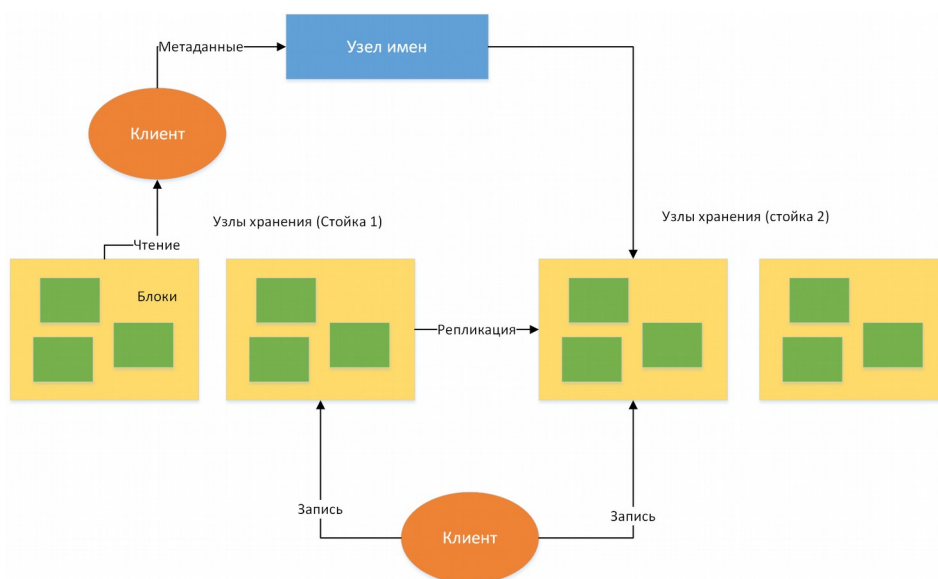 Метаданные
Узел имен
Клиент
Узлы хранения (Стойка 1)
Узлы хранения (стойка 2)
Чтение
Блоки
Репликация
Запись
Запись
Клиент